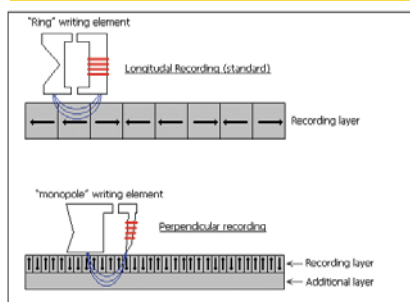 "Ring" writing element
Longitudal Recording (standard)
Recording layer
"monopole" writing element
Perpendicular recording
Recording layer
Additional layer